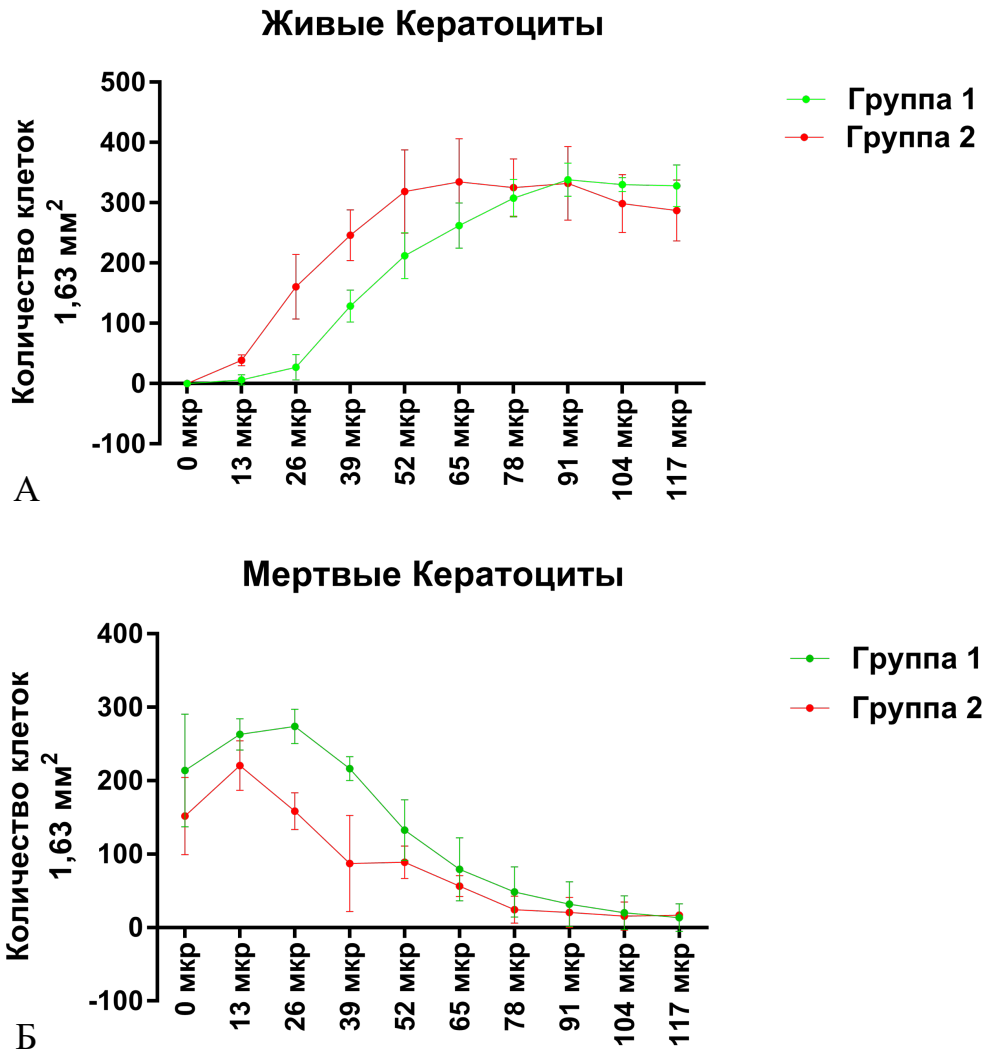 Живые Кератоциты
500
400
300
200
100
0
-100
Количество клеток
1,63 мм²
0 мкр
13 мкр
26 мкр
39 мкр
52 мкр
65 мкр
78 мкр
91 мкр
104 мкр
117 мкр
Группа 1
Группа 2
А
Мертвые Кератоциты
400
300
200
100
0
-100
Количество клеток
1,63 мм²
0 мкр
13 мкр
26 мкр
39 мкр
52 мкр
65 мкр
78 мкр
91 мкр
104 мкр
117 мкр
Группа 1
Группа 2
Б